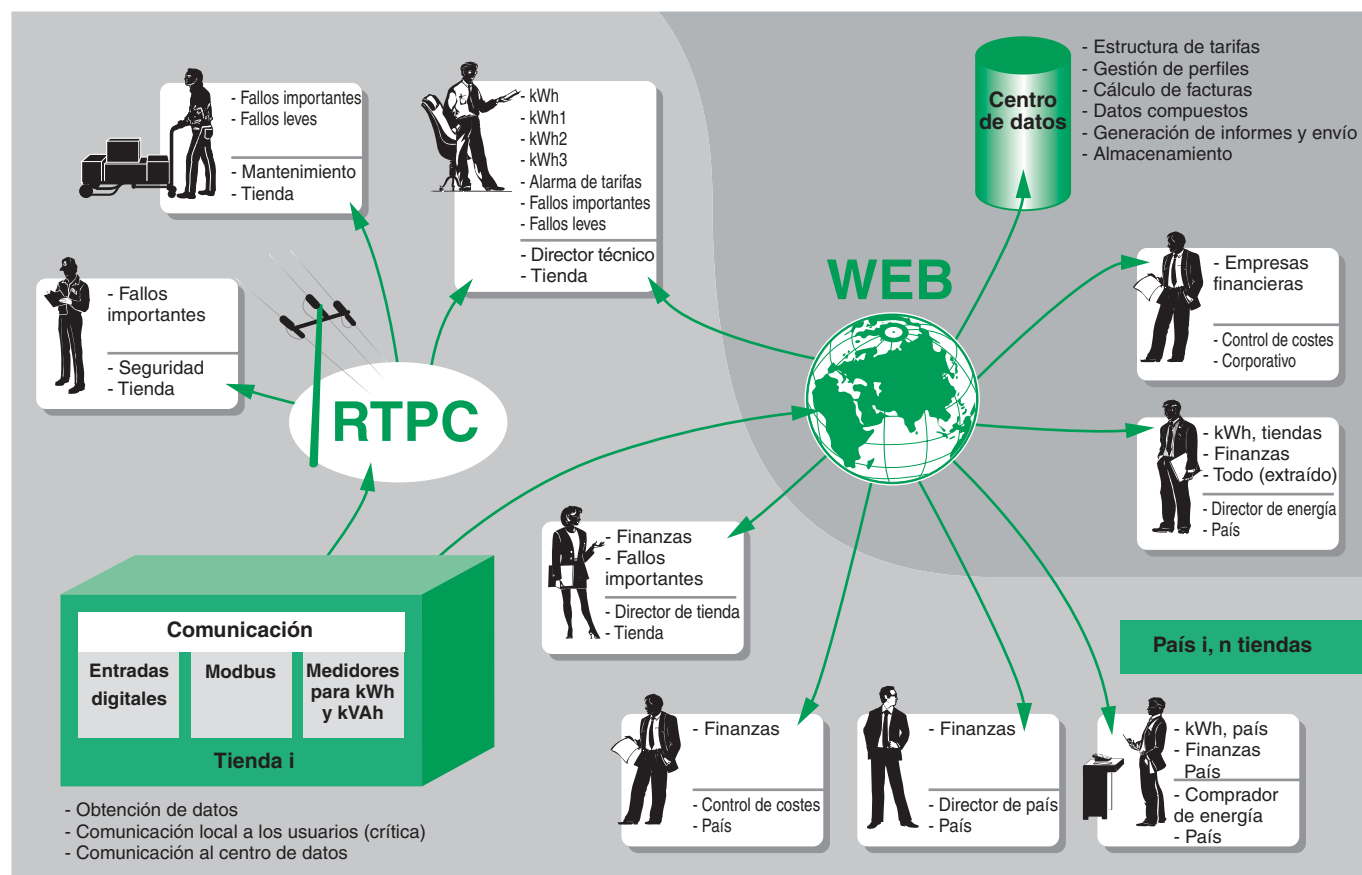 - Fallos importantes
- Fallos leves
- Mantenimiento
- Tienda
- kWh
- kWh1
- kWh2
- kWh3
- Alarma de tarifas
- Fallos importantes
- Fallos leves
- Director técnico
- Tienda
Centro
de datos
- Estructura de tarifas
- Gestión de perfiles
- Cálculo de facturas
- Datos compuestos
- Generación de informes y envío
- Almacenamiento
- Fallos
importantes
- Seguridad
- Tienda
RTPC
WEB
- Empresas
financieras
- Control de costes
- Corporativo
- kWh, tiendas
- Finanzas
- Todo (extraído)
- Director de energía
- País
- Finanzas
- Fallos
importantes
- Director de tienda
- Tienda
Comunicación
Entradas
digitales
Modbus
Medidores
para kWh
y kVAh
Tienda i
- Obtención de datos
- Comunicación local a los usuarios (crítica)
- Comunicación al centro de datos
País i, n tiendas
- Finanzas
- Control de costes
- País
- Finanzas
- Director de país
- País
- kWh, país
- Finanzas
País
- Comprador
de energía
- País